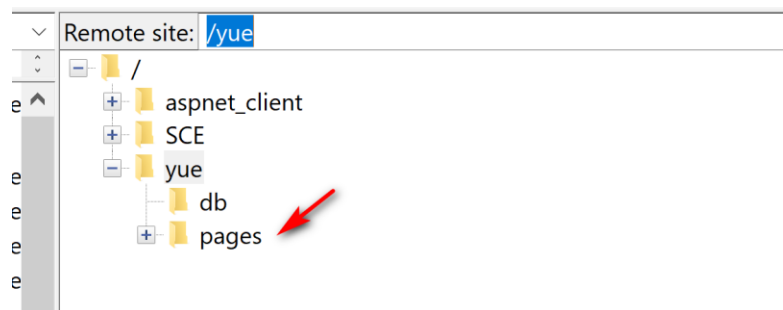 Remote site: /yue
/
aspnet_client
e
SCE
yue
e
db
e
pages
e
e